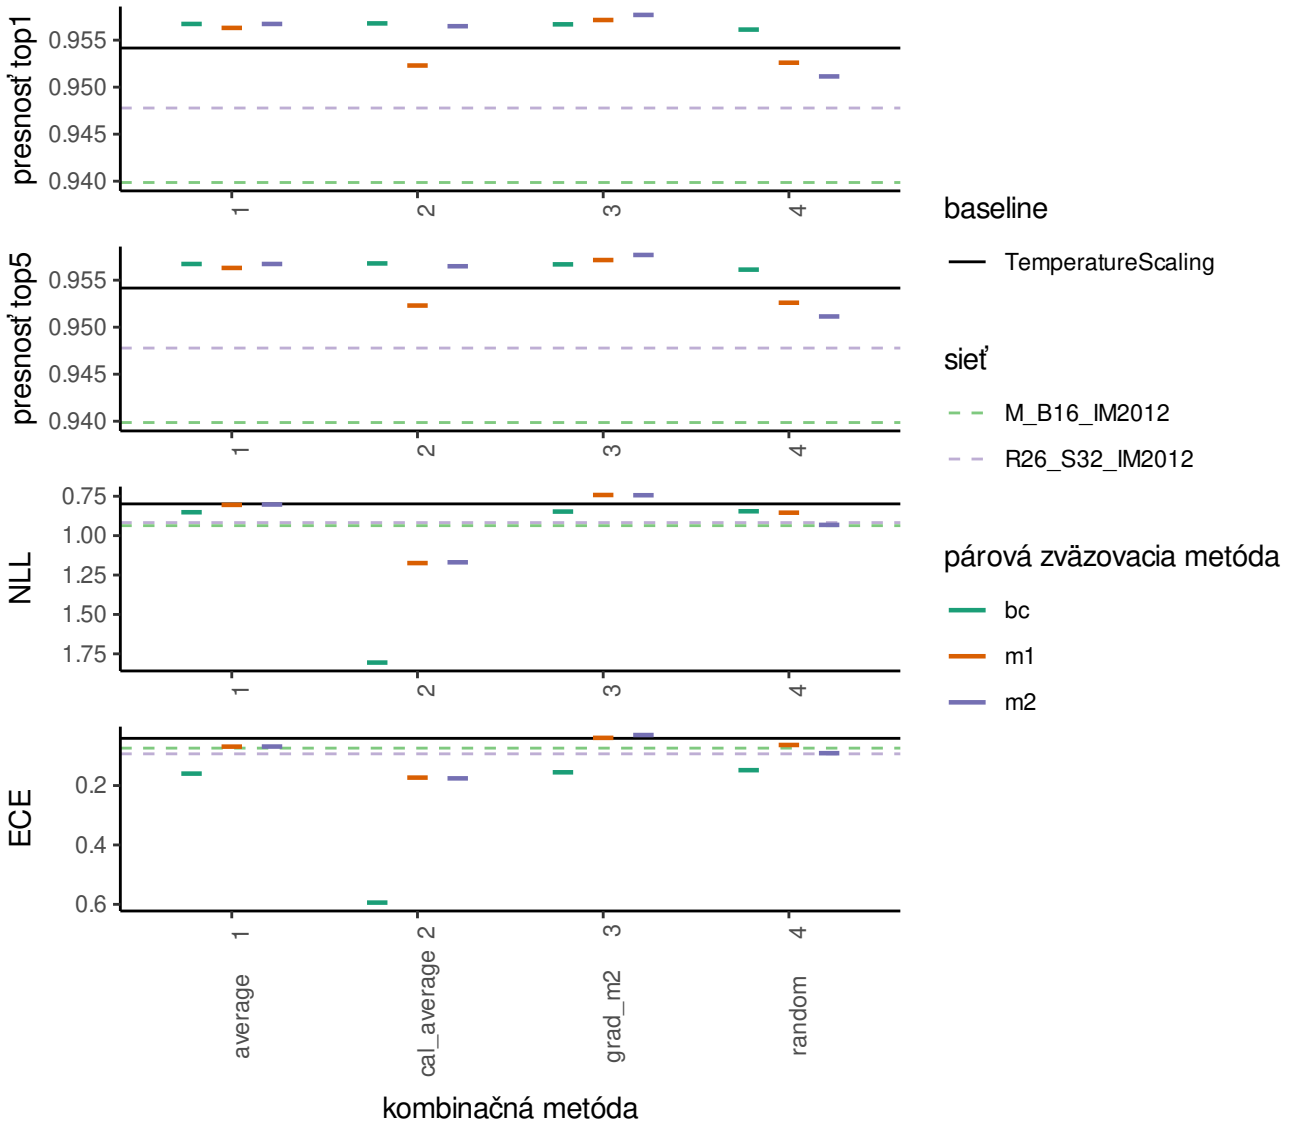 presnosť top1
0.955
0.950
0.945
0.940
1
2
3
4
presnosť top5
0.955
0.950
0.945
0.940
1
2
3
4
NLL
0.75
1.00
1.25
1.50
1.75
1
2
3
4
ECE
0.2
0.4
0.6
1
2
3
4
average
cal_average
grad_m2
random
kombinačná metóda
baseline
TemperatureScaling
sieť
M_B16_IM2012
R26_S32_IM2012
párová zväzovacia metóda
bc
m1
m2